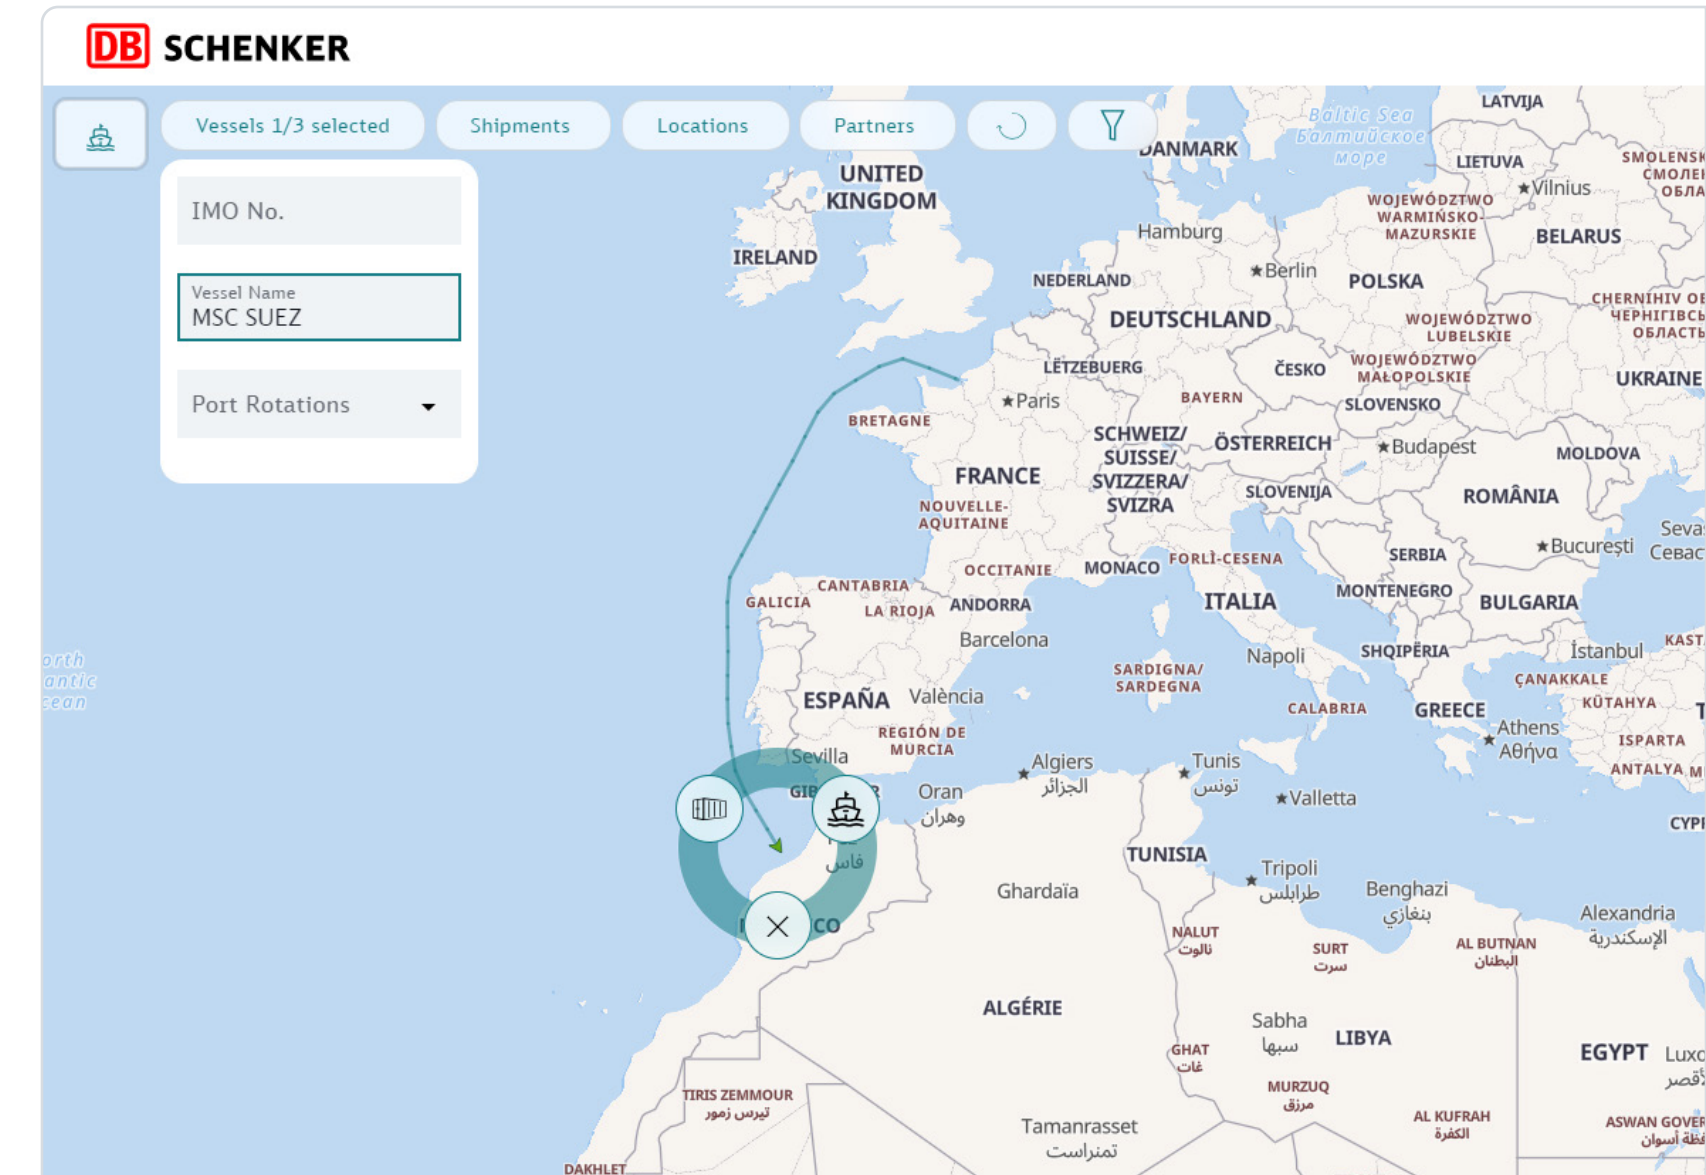 DB SCHENKER
Vessels 1/3 selected
Shipments
Locations
Partners
IMO No.
Vessel Name
MSC SUEZ
Port Rotations
Baltic Sea
Балтийское
море
LATVIJA
DANMARK
LIETUVA
Vilnius
UNITED
KINGDOM
WOJEWÓDZTWO
WARMIŃSKO-
MAZURSKIE
BELARUS
Hamburg
IRELAND
NEDERLAND
Berlin
POLSKA
DEUTSCHLAND
WOJEWÓDZTWO
LUBELSKIE
LËTZEBUERG
ČESKO
WOJEWÓDZTWO
MAŁOPOLSKIE
UKRAINE
Paris
BAYERN
SLOVENSKO
BRETAGNE
SCHWEIZ/
SUISSE/
SVIZZERA/
SVIZRA
ÖSTERREICH
Budapest
MOLDOVA
FRANCE
SLOVENIJA
ROMÂNIA
NOUVELLE-
AQUITAINE
SERBIA
București
OCCITANIE
MONACO
FORLÌ-CESENA
CANTABRIA
GALICIA
LA RIOJA
ANDORRA
ITALIA
MONTENEGRO
BULGARIA
Barcelona
Napoli
SHQIPËRIA
İstanbul
SARDIGNA/
SARDEGNA
ÇANAKKALE
ESPAÑA
València
CALABRIA
GREECE
KÜTAHYA
REGIÓN DE
MURCIA
Athens
Αθήνα
ISPARTA
Sevilla
Algiers
الجزائر
Tunis
تونس
ANTALYA
Oran
وهران
Valletta
فاس
TUNISIA
Tripoli
طرابلس
Ghardaïa
Benghazi
بنغازي
Alexandria
الإسكندرية
NALUT
نالوت
SURT
سرت
AL BUTNAN
البطنان
ALGÉRIE
Sabha
سبها
LIBYA
EGYPT
GHAT
غات
MURZUQ
مرزق
TIRIS ZEMMOUR
تيرس زمور
Tamanrasset
تمنراست
AL KUFRAH
الكفرة
DAKHLET